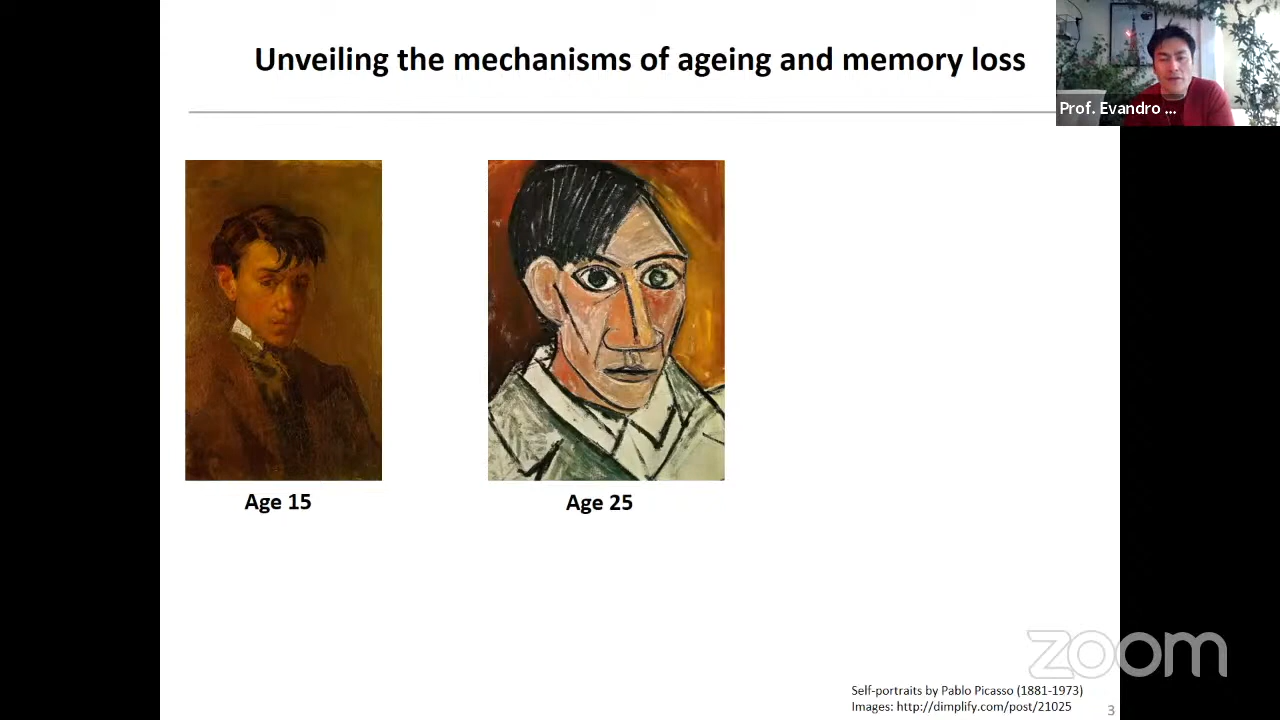 Unveiling the mechanisms of ageing and memory loss
Prof. Evandro ...
Age 15
Age 25
zoom
Self-portraits by Pablo Picasso (1881-1973)
Images: http://dimplify.com/post/21025
3